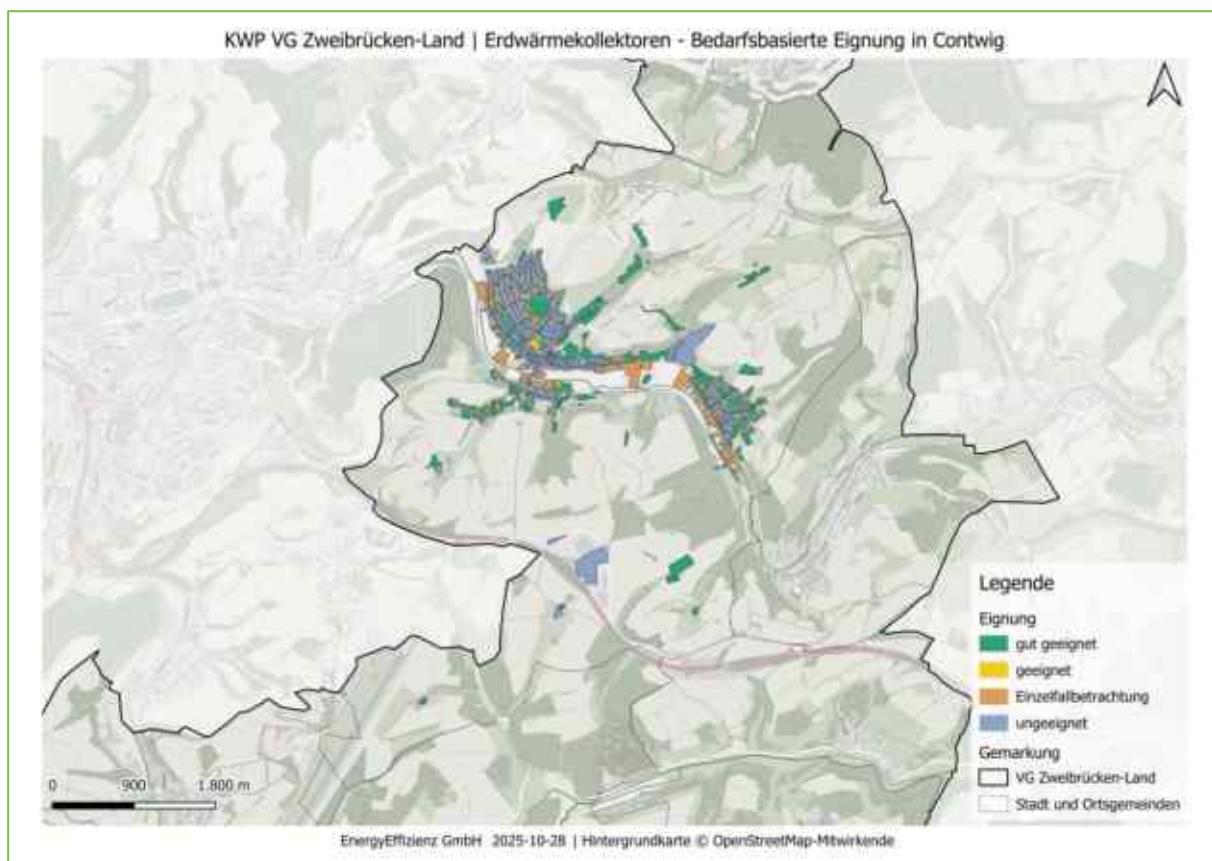 KWP VG Zweibrücken-Land | Erdwärmekollektoren - Bedarfsbasierte Eignung in Contwig
Legende
Eignung
gut geeignet
geeignet
Einzelfallbetrachtung
ungeeignet
Gemarkung
VG Zweibrücken-Land
Stadt und Ortsgemeinden
0 900 1.800 m
EnergyEffizienz GmbH 2025-10-28 | Hintergrundkarte © OpenStreetMap-Mitwirkende